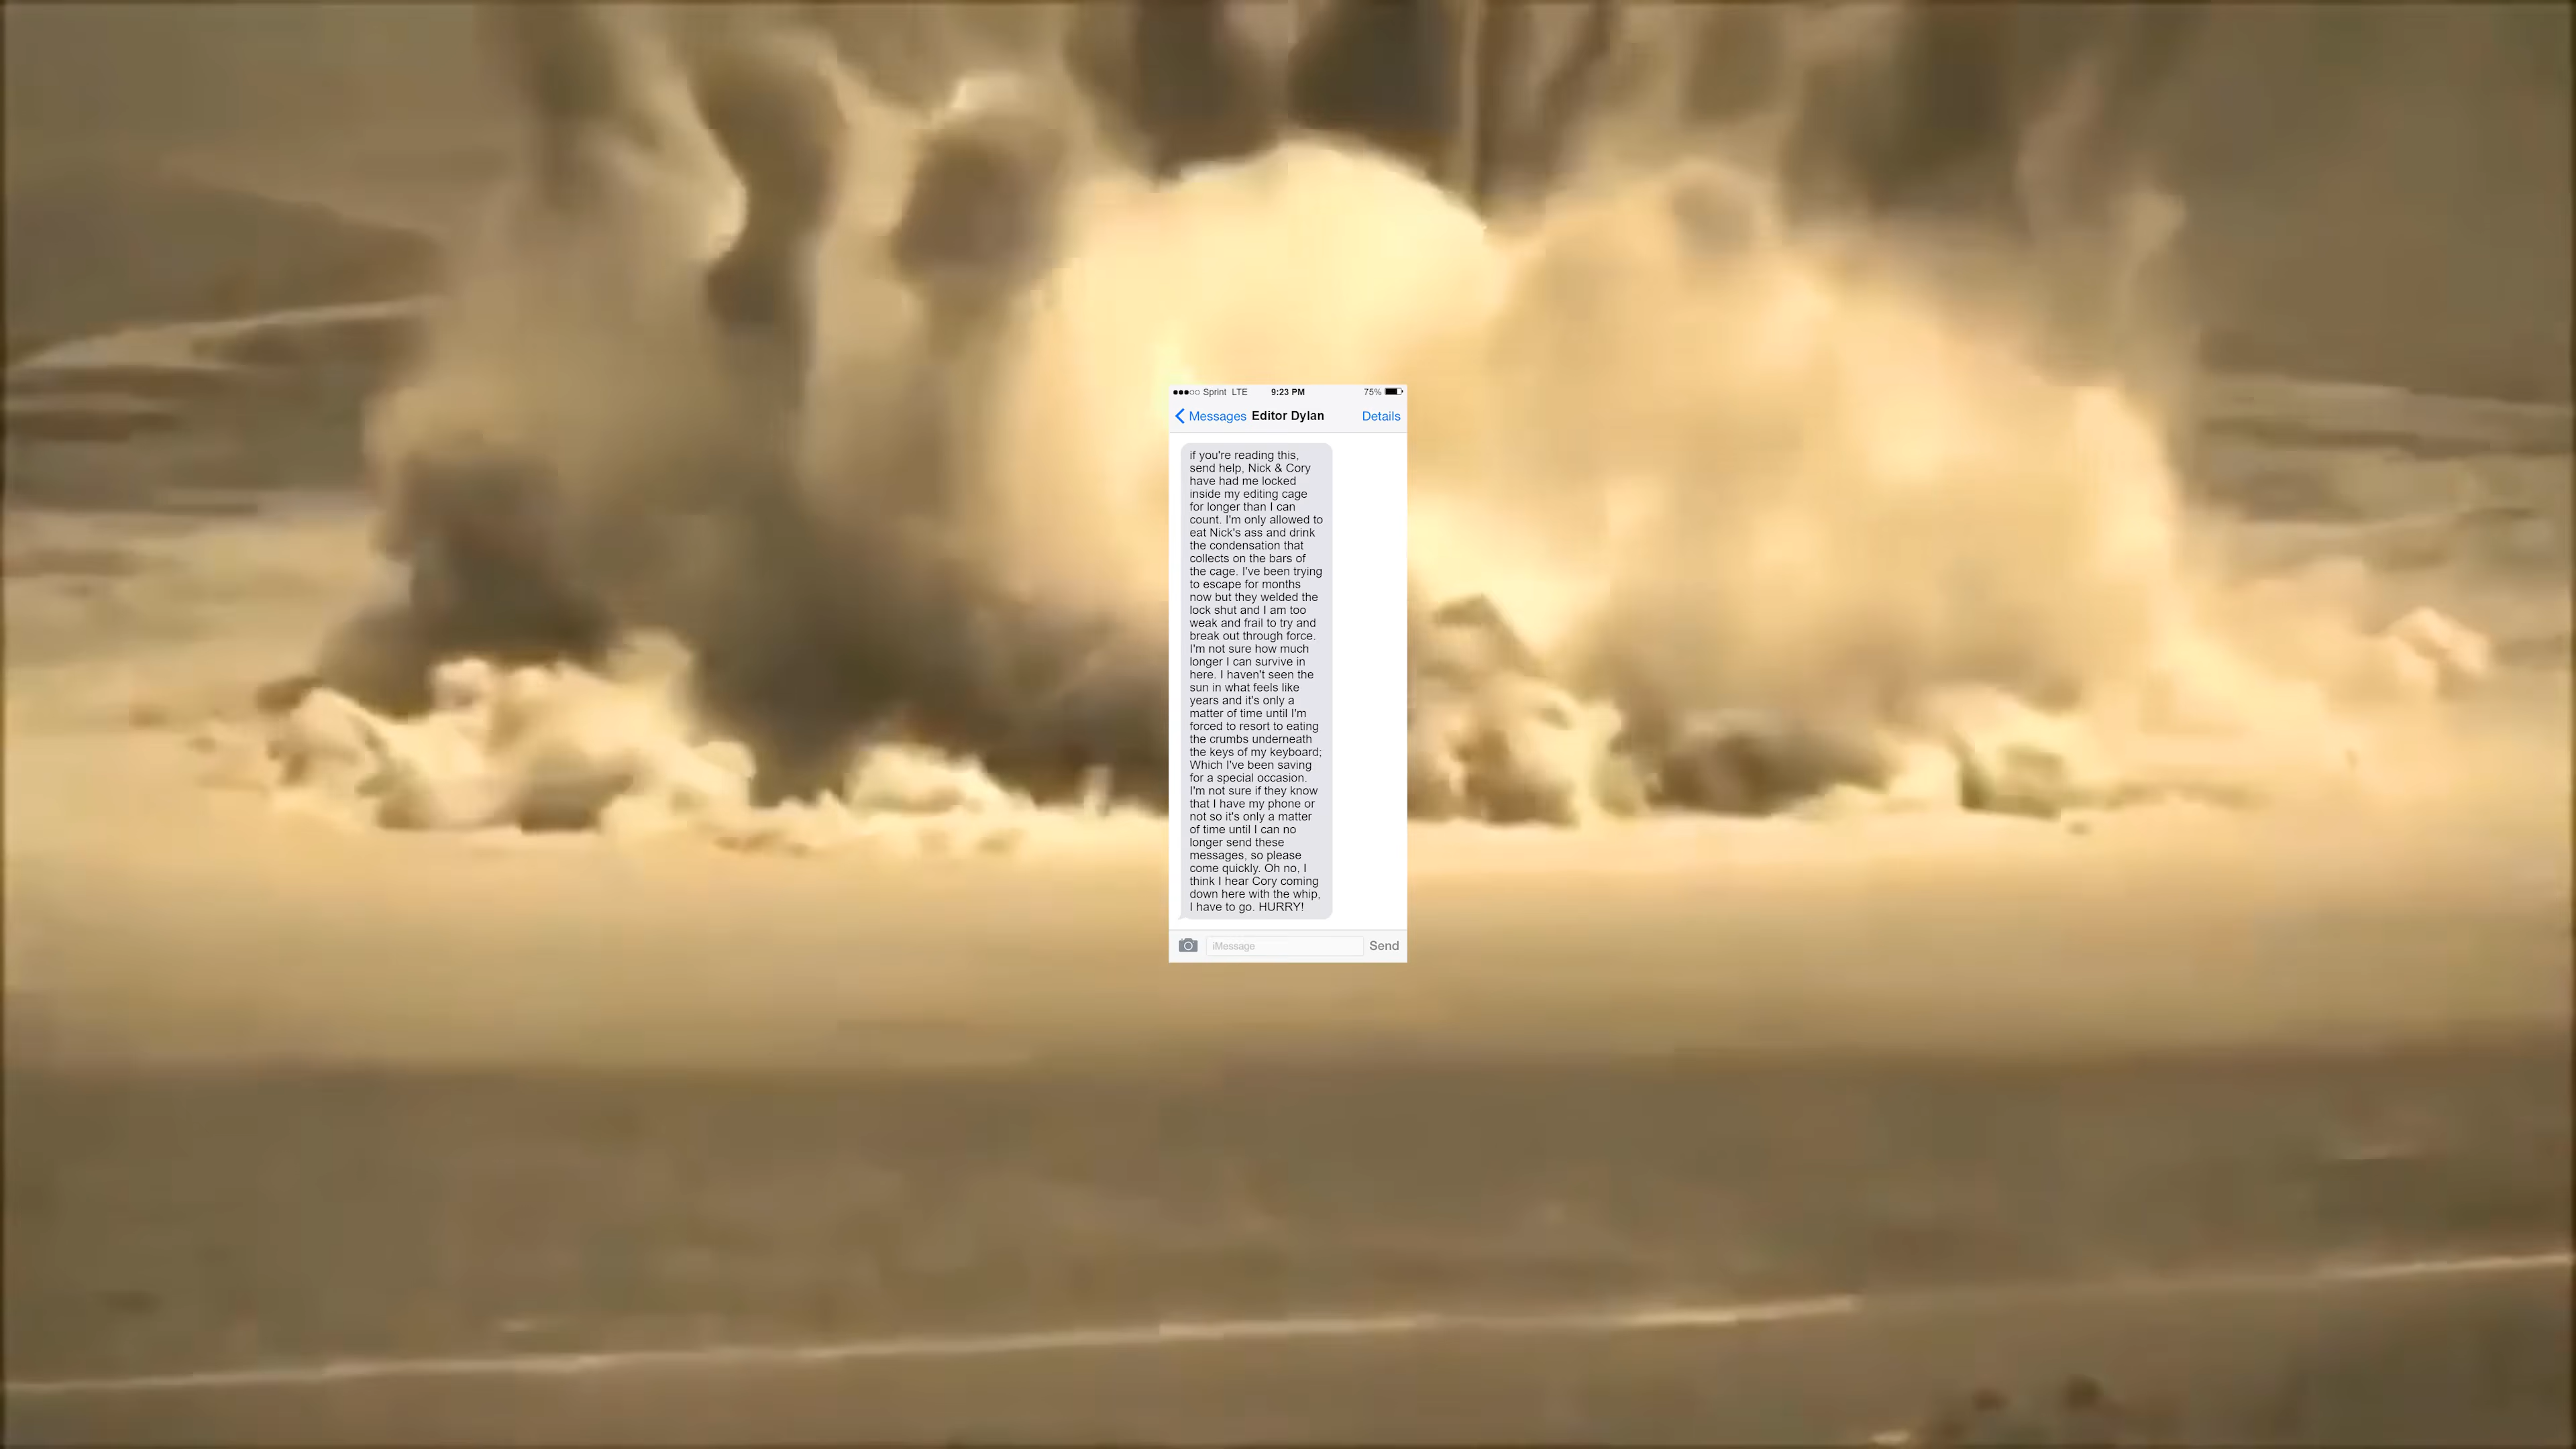 Sprint LTE 9:23 PM 75%
Messages Editor Dylan Details
if you're reading this,
send help, Nick & Cory
have had me locked
inside my editing cage
for longer than I can
count. I'm only allowed to
eat Nick's ass and drink
the condensation that
collects on the bars of
the cage. I've been trying
to escape for months
now but they welded the
lock shut and I am too
weak and frail to try and
break out through force.
I'm not sure how much
longer I can survive in
here. I haven't seen the
sun in what feels like
years and it's only a
matter of time until I'm
forced to resort to eating
the crumbs underneath
the keys of my keyboard;
Which I've been saving
for a special occasion.
I'm not sure if they know
that I have my phone or
not so it's only a matter
of time until I can no
longer send these
messages, so please
come quickly. Oh no, I
think I hear Cory coming
down here with the whip,
I have to go. HURRY!
iMessage Send